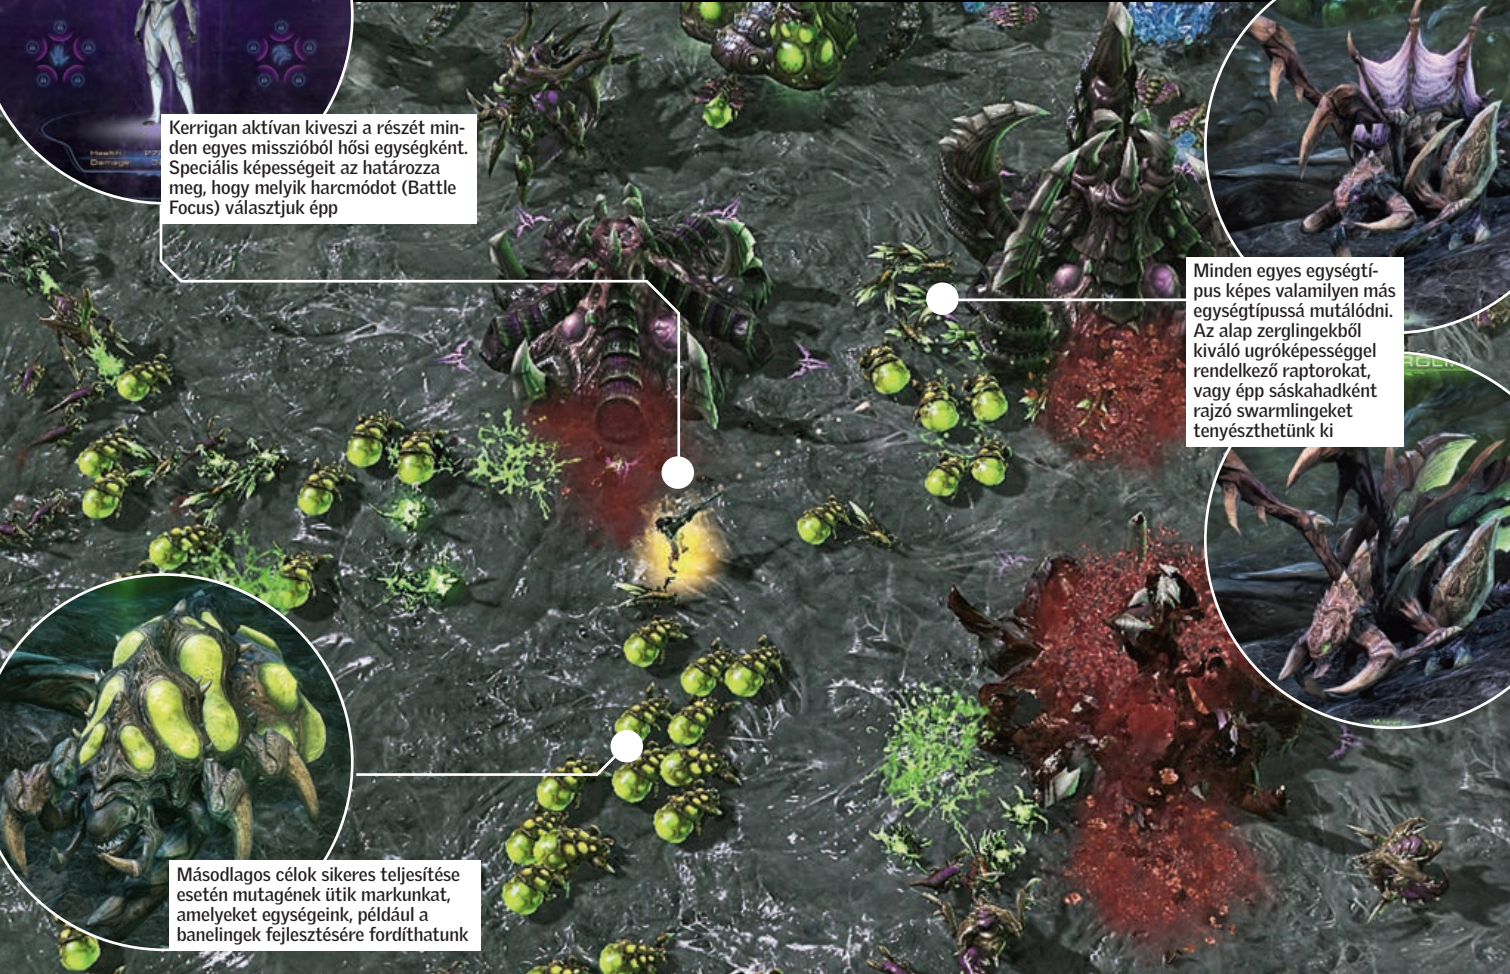 Health
Damage
Kerrigan aktívan kiveszi a részét min-
den egyes misszióból hősi egységként.
Speciális képességeit az határozza
meg, hogy melyik harcmódot (Battle
Focus) választjuk épp
Minden egyes egységtí-
pus képes valamilyen más
egységtípussá mutálódni.
Az alap zerglingekből
kiváló ugróképességgel
rendelkező raptorokat,
vagy épp sáskahadként
rajzó swarmlingeket
tenyészthetünk ki
Másodlagos célok sikeres teljesítése
esetén mutagének ütik markunkat,
amelyeket egységeink, például a
banelingek fejlesztésére fordíthatunk